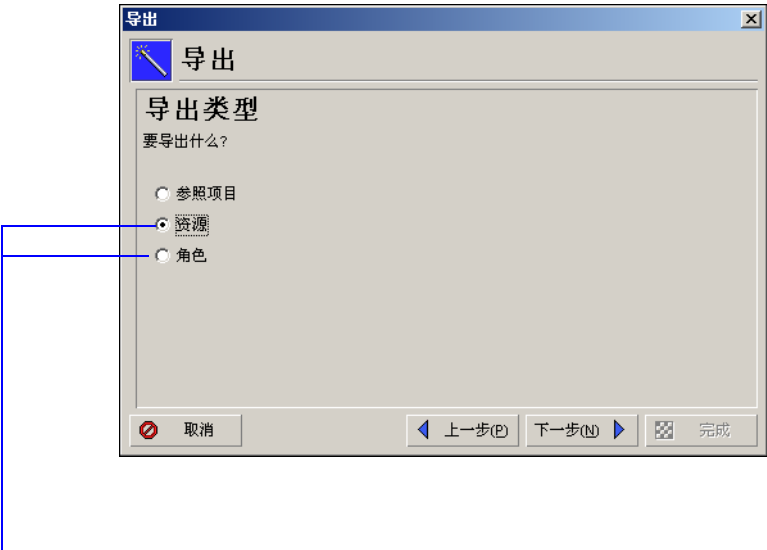 导出
导出
导出类型
要导出什么?
参照项目
资源
角色
取消 上一步(P) 下一步(N) 完成